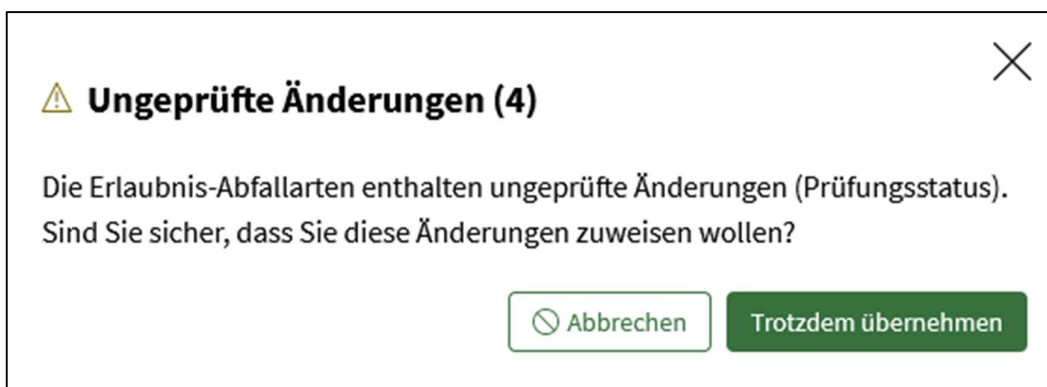 Ungeprüfte Änderungen (4)
Die Erlaubnis-Abfallarten enthalten ungeprüfte Änderungen (Prüfungsstatus).
Sind Sie sicher, dass Sie diese Änderungen zuweisen wollen?
Abbrechen Trotzdem übernehmen